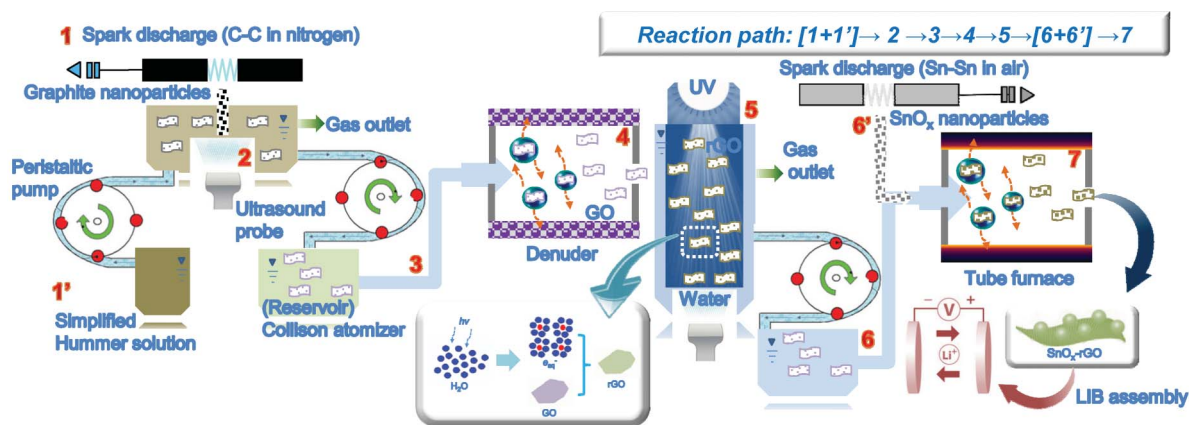 Reaction path: [1+1']→ 2 →3→4→5→[6+6'] →7
1 Spark discharge (C-C in nitrogen)
Graphite nanoparticles
2
Gas outlet
Peristaltic
pump
Ultrasound
probe
1'
Simplified
Hummer solution
(Reservoir)
Collison atomizer
3
4
GO
Denuder
UV
5
rGO
Gas
outlet
Water
hν
H₂O
eaq⁻
GO
rGO
Spark discharge (Sn-Sn in air)
6'
SnOx nanoparticles
6
7
Tube furnace
− V +
Li⁺
SnOx-rGO
LIB assembly